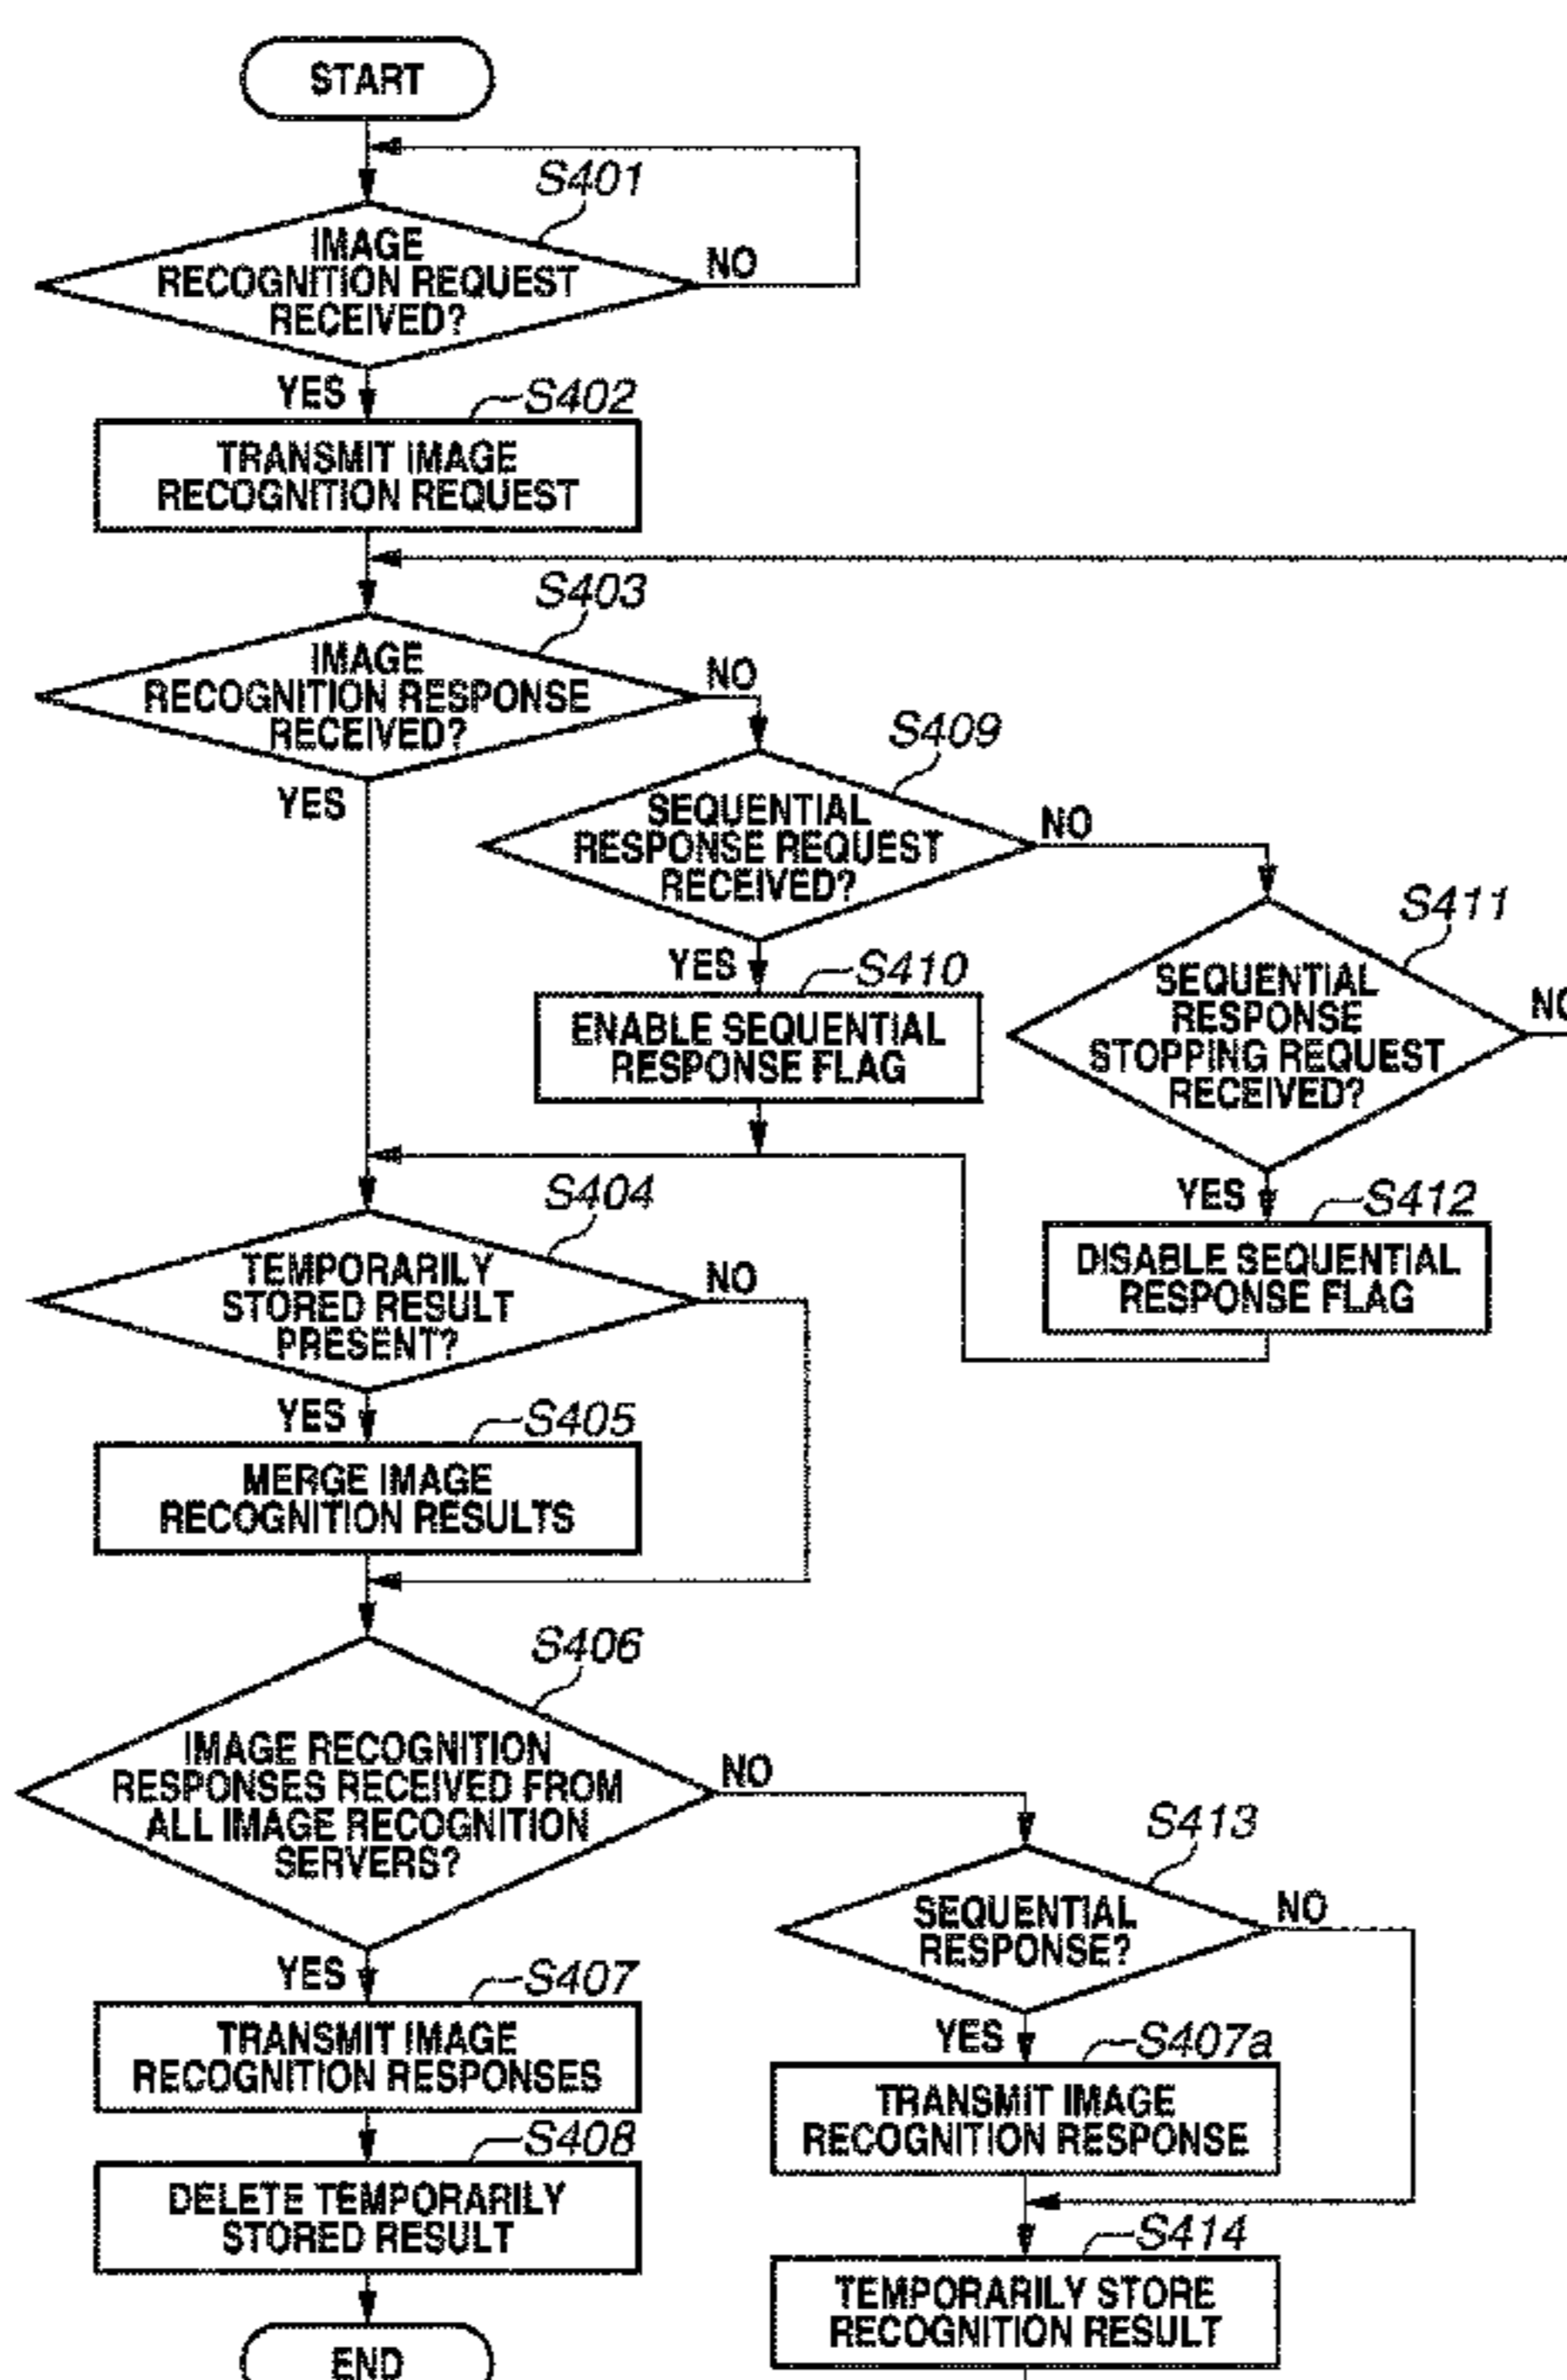 START
S401
IMAGE
RECOGNITION REQUEST
RECEIVED?
NO
YES
S402
TRANSMIT IMAGE
RECOGNITION REQUEST
S403
IMAGE
RECOGNITION RESPONSE
RECEIVED?
NO
YES
S409
SEQUENTIAL
RESPONSE REQUEST
RECEIVED?
NO
YES
S410
ENABLE SEQUENTIAL
RESPONSE FLAG
S411
SEQUENTIAL
RESPONSE
STOPPING REQUEST
RECEIVED?
NO
YES
S412
DISABLE SEQUENTIAL
RESPONSE FLAG
S404
TEMPORARILY
STORED RESULT
PRESENT?
NO
YES
S405
MERGE IMAGE
RECOGNITION RESULTS
S406
IMAGE RECOGNITION
RESPONSES RECEIVED FROM
ALL IMAGE RECOGNITION
SERVERS?
NO
YES
S407
TRANSMIT IMAGE
RECOGNITION RESPONSES
S408
DELETE TEMPORARILY
STORED RESULT
END
S413
SEQUENTIAL
RESPONSE?
NO
YES
S407a
TRANSMIT IMAGE
RECOGNITION RESPONSE
S414
TEMPORARILY STORE
RECOGNITION RESULT